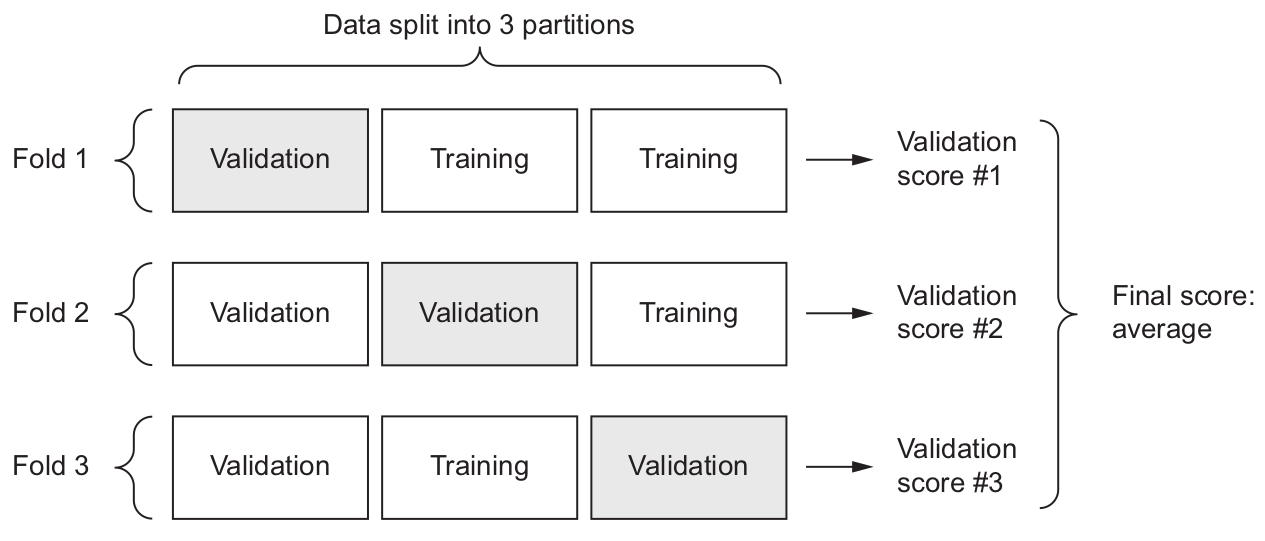 Data split into 3 partitions
Fold 1
Validation
Training
Training
Validation
score #1
Fold 2
Validation
Validation
Training
Validation
score #2
Final score:
average
Fold 3
Validation
Training
Validation
Validation
score #3